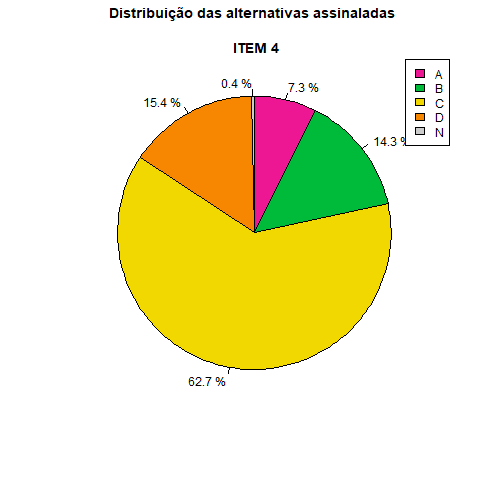 Distribuição das alternativas assinaladas
ITEM 4
A
B
C
D
N
0.4 %
7.3 %
15.4 %
14.3 %
62.7 %